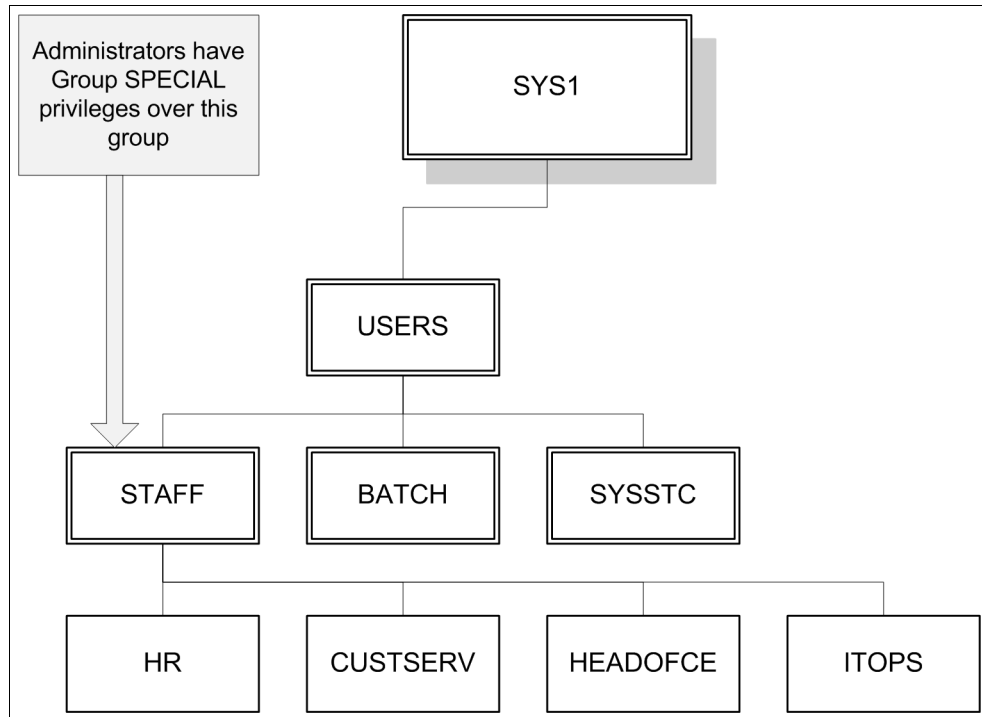 Administrators have
Group SPECIAL
privileges over this
group
SYS1
USERS
STAFF
BATCH
SYSSTC
HR
CUSTSERV
HEADOFCE
ITOPS